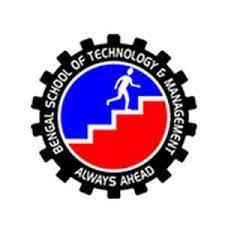 BENGAL SCHOOL OF TECHNOLOGY & MANAGEMENT
ALWAYS AHEAD